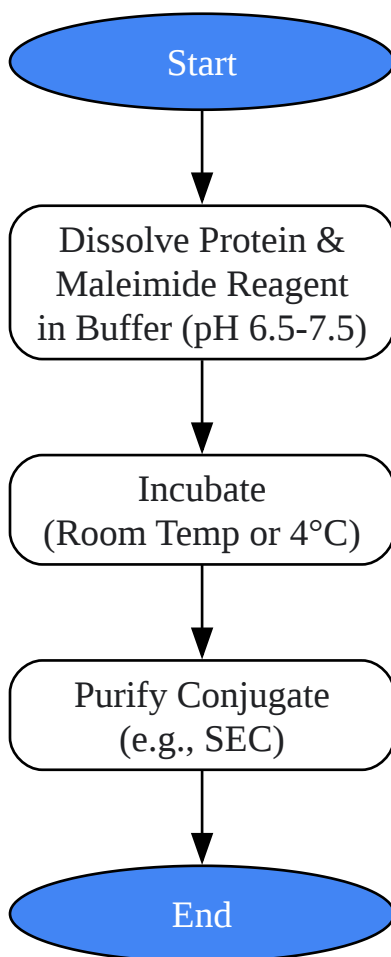 Start
Dissolve Protein &
Maleimide Reagent
in Buffer (pH 6.5-7.5)
Incubate
(Room Temp or 4°C)
Purify Conjugate
(e.g., SEC)
End